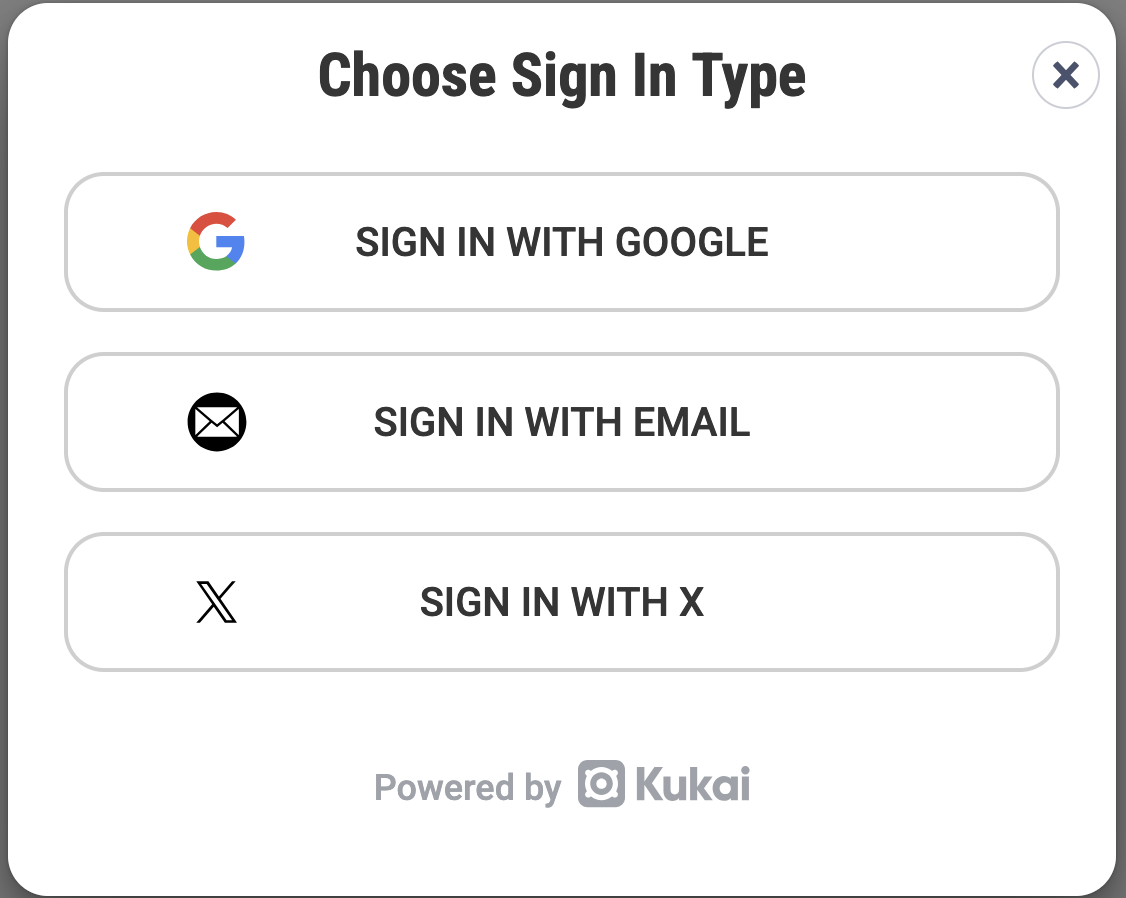 Choose Sign In Type
SIGN IN WITH GOOGLE
SIGN IN WITH EMAIL
SIGN IN WITH X
Powered by Kukai